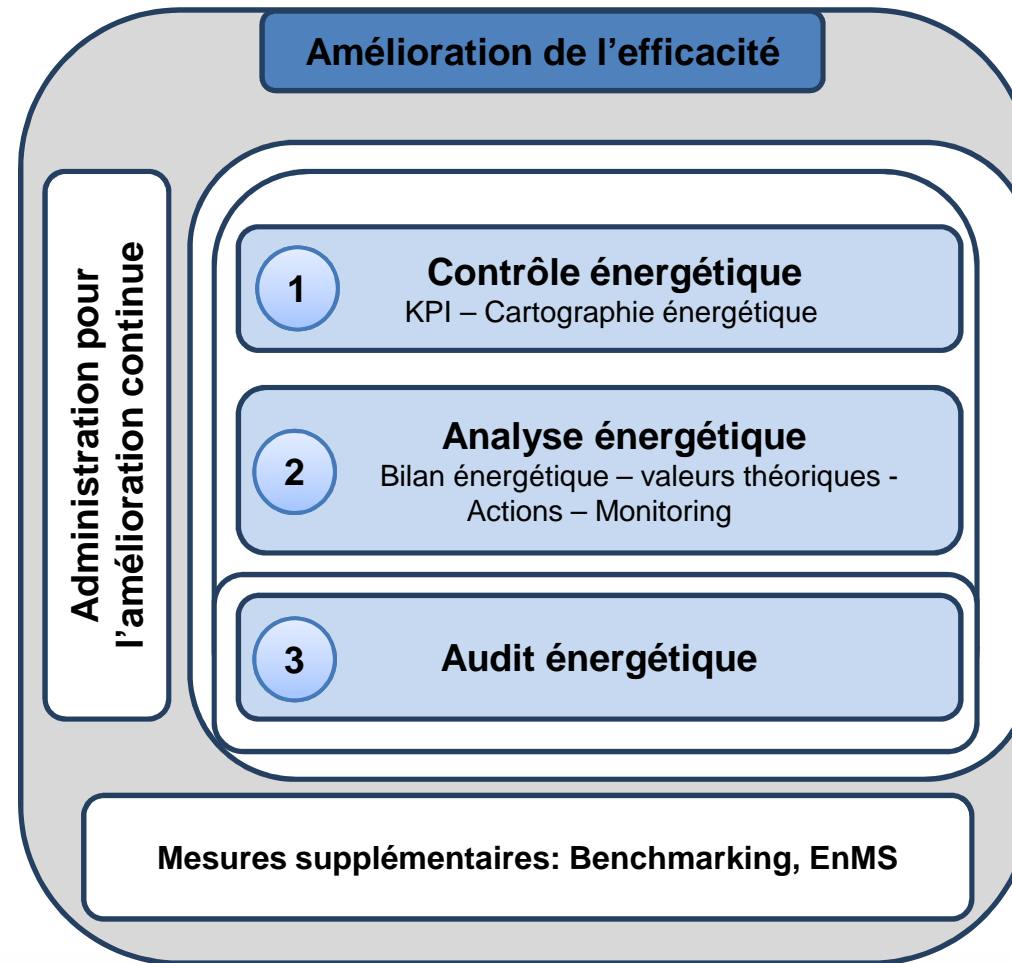 Amélioration de l’efficacité
Administration pour
l’amélioration continue
1
Contrôle énergétique
KPI – Cartographie énergétique
2
Analyse énergétique
Bilan énergétique – valeurs théoriques -
Actions – Monitoring
3
Audit énergétique
Mesures supplémentaires: Benchmarking, EnMS